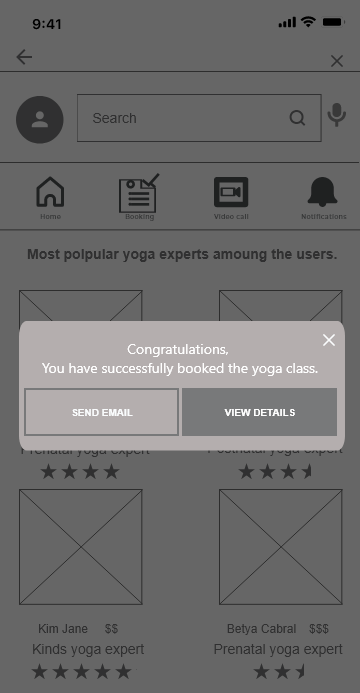 9:41
Search
Home Booking Video call Notifications
Most polpular yoga experts amoung the users.
Congratulations,
You have successfully booked the yoga class.
SEND EMAIL VIEW DETAILS
Prenatal yoga expert Postnatal yoga expert
Kim Jane $$ Betya Cabral $$$
Kinds yoga expert Prenatal yoga expert